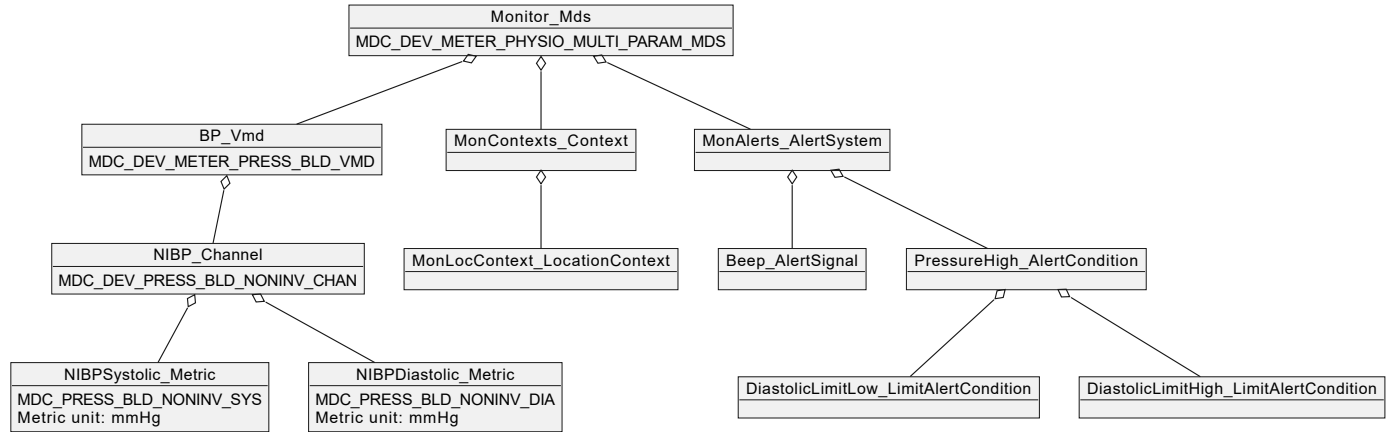 Monitor_Mds
MDC_DEV_METER_PHYSIO_MULTI_PARAM_MDS
BP_Vmd
MDC_DEV_METER_PRESS_BLD_VMD
MonContexts_Context
MonAlerts_AlertSystem
NIBP_Channel
MDC_DEV_PRESS_BLD_NONINV_CHAN
MonLocContext_LocationContext
Beep_AlertSignal
PressureHigh_AlertCondition
NIBPSystolic_Metric
MDC_PRESS_BLD_NONINV_SYS
Metric unit: mmHg
NIBPDiastolic_Metric
MDC_PRESS_BLD_NONINV_DIA
Metric unit: mmHg
DiastolicLimitLow_LimitAlertCondition
DiastolicLimitHigh_LimitAlertCondition